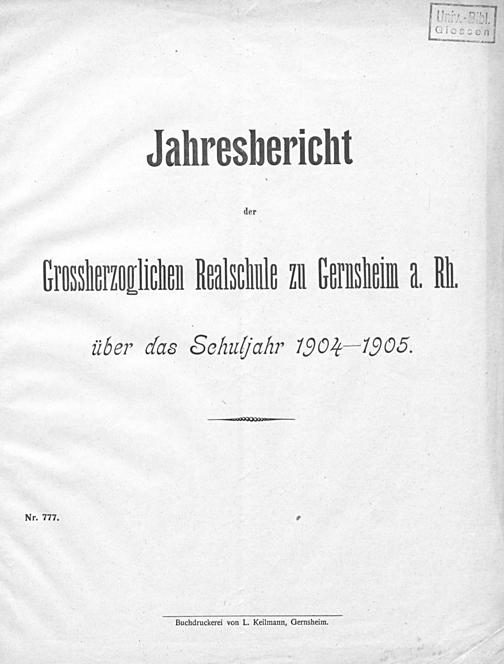 Univ.-Bibl.
Giessen
Jahresbericht
der
Grossherzoglichen Realschule zu Gernsheim a. Rh.
über das Schuljahr 1904—1905.
Nr. 777.
Buchdruckerei von L. Keilmann, Gernsheim.